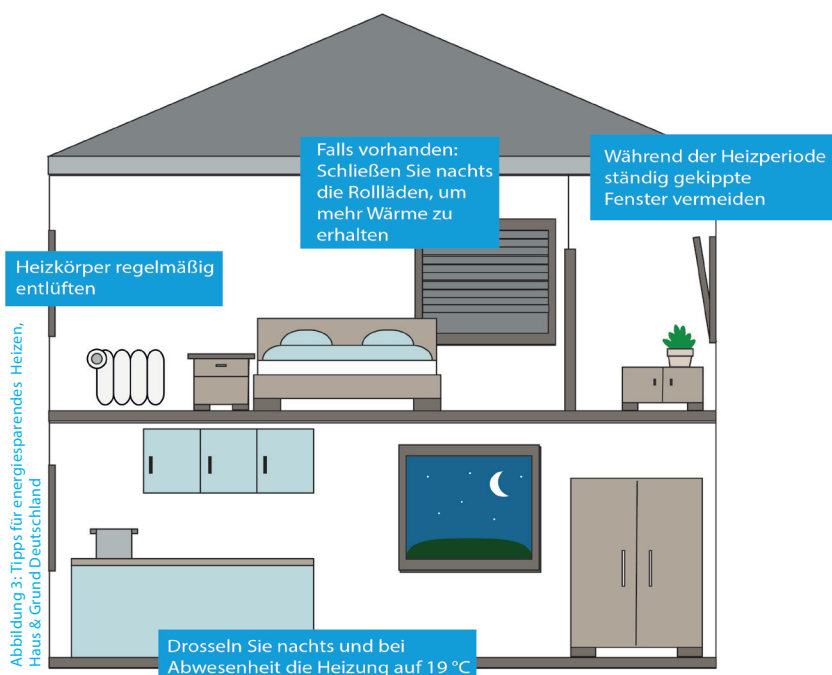 Falls vorhanden:
Schließen Sie nachts
die Rollläden, um
mehr Wärme zu
erhalten
Während der Heizperiode
ständig gekippte
Fenster vermeiden
Heizkörper regelmäßig
entlüften
Drosseln Sie nachts und bei
Abwesenheit die Heizung auf 19 °C
Abbildung 3: Tipps für energiesparendes Heizen,
Haus & Grund Deutschland